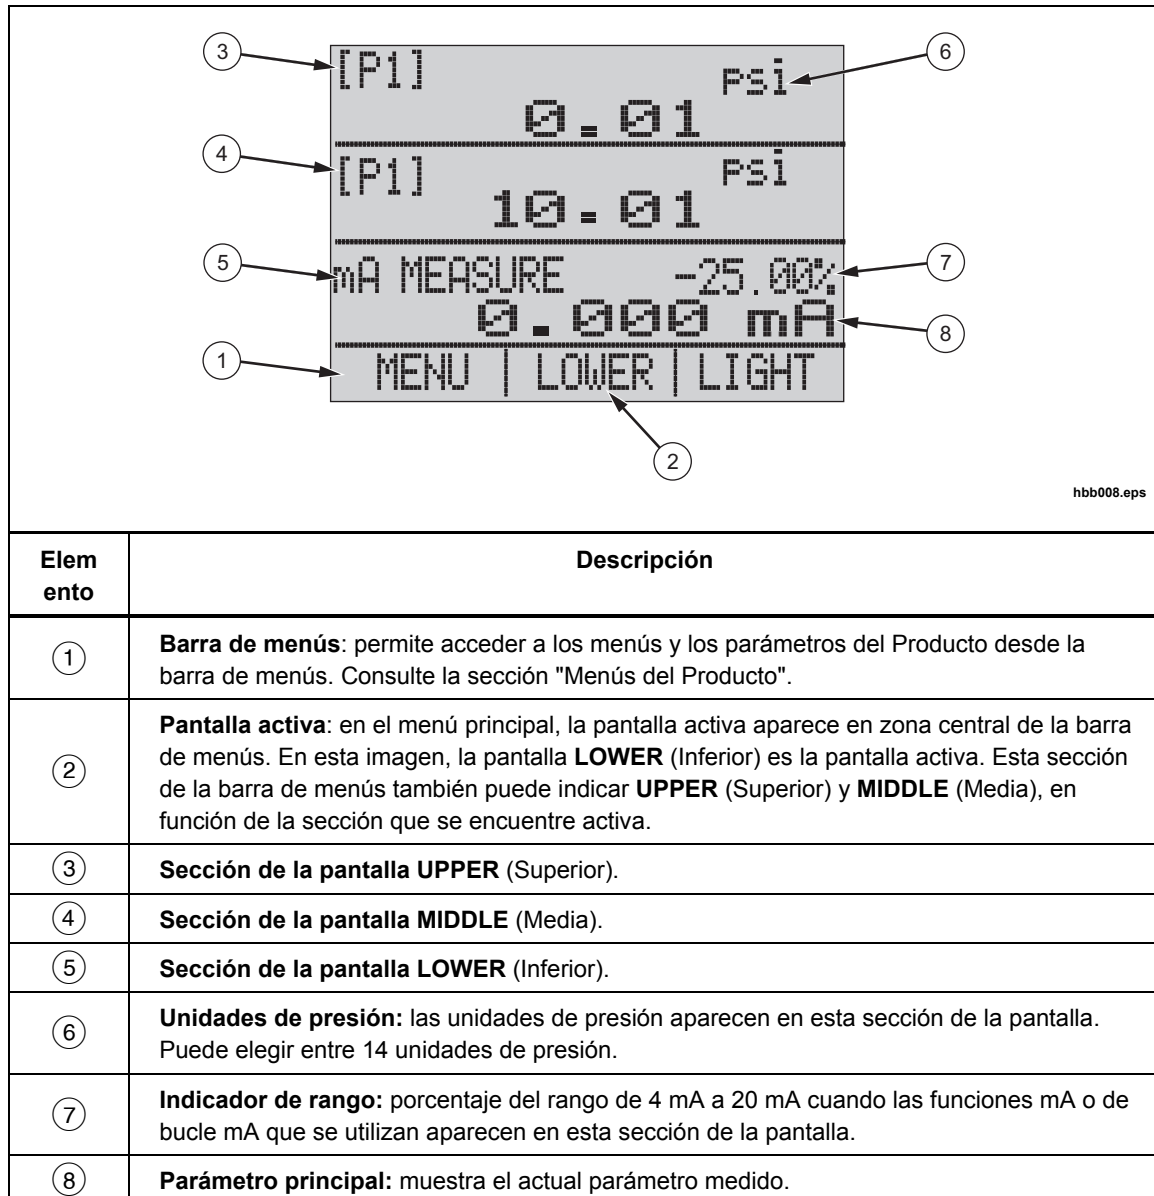 3
[P1]
psi
6
0.01
4
[P1]
psi
10.01
5
mA MEASURE
-25.00%
7
0.000 mA
8
1
MENU | LOWER | LIGHT
2
hbb008.eps
Elem
ento
Descripción
1
Barra de menús: permite acceder a los menús y los parámetros del Producto desde la
barra de menús. Consulte la sección "Menús del Producto".
2
Pantalla activa: en el menú principal, la pantalla activa aparece en zona central de la barra
de menús. En esta imagen, la pantalla LOWER (Inferior) es la pantalla activa. Esta sección
de la barra de menús también puede indicar UPPER (Superior) y MIDDLE (Media), en
función de la sección que se encuentre activa.
3
Sección de la pantalla UPPER (Superior).
4
Sección de la pantalla MIDDLE (Media).
5
Sección de la pantalla LOWER (Inferior).
6
Unidades de presión: las unidades de presión aparecen en esta sección de la pantalla.
Puede elegir entre 14 unidades de presión.
7
Indicador de rango: porcentaje del rango de 4 mA a 20 mA cuando las funciones mA o de
bucle mA que se utilizan aparecen en esta sección de la pantalla.
8
Parámetro principal: muestra el actual parámetro medido.